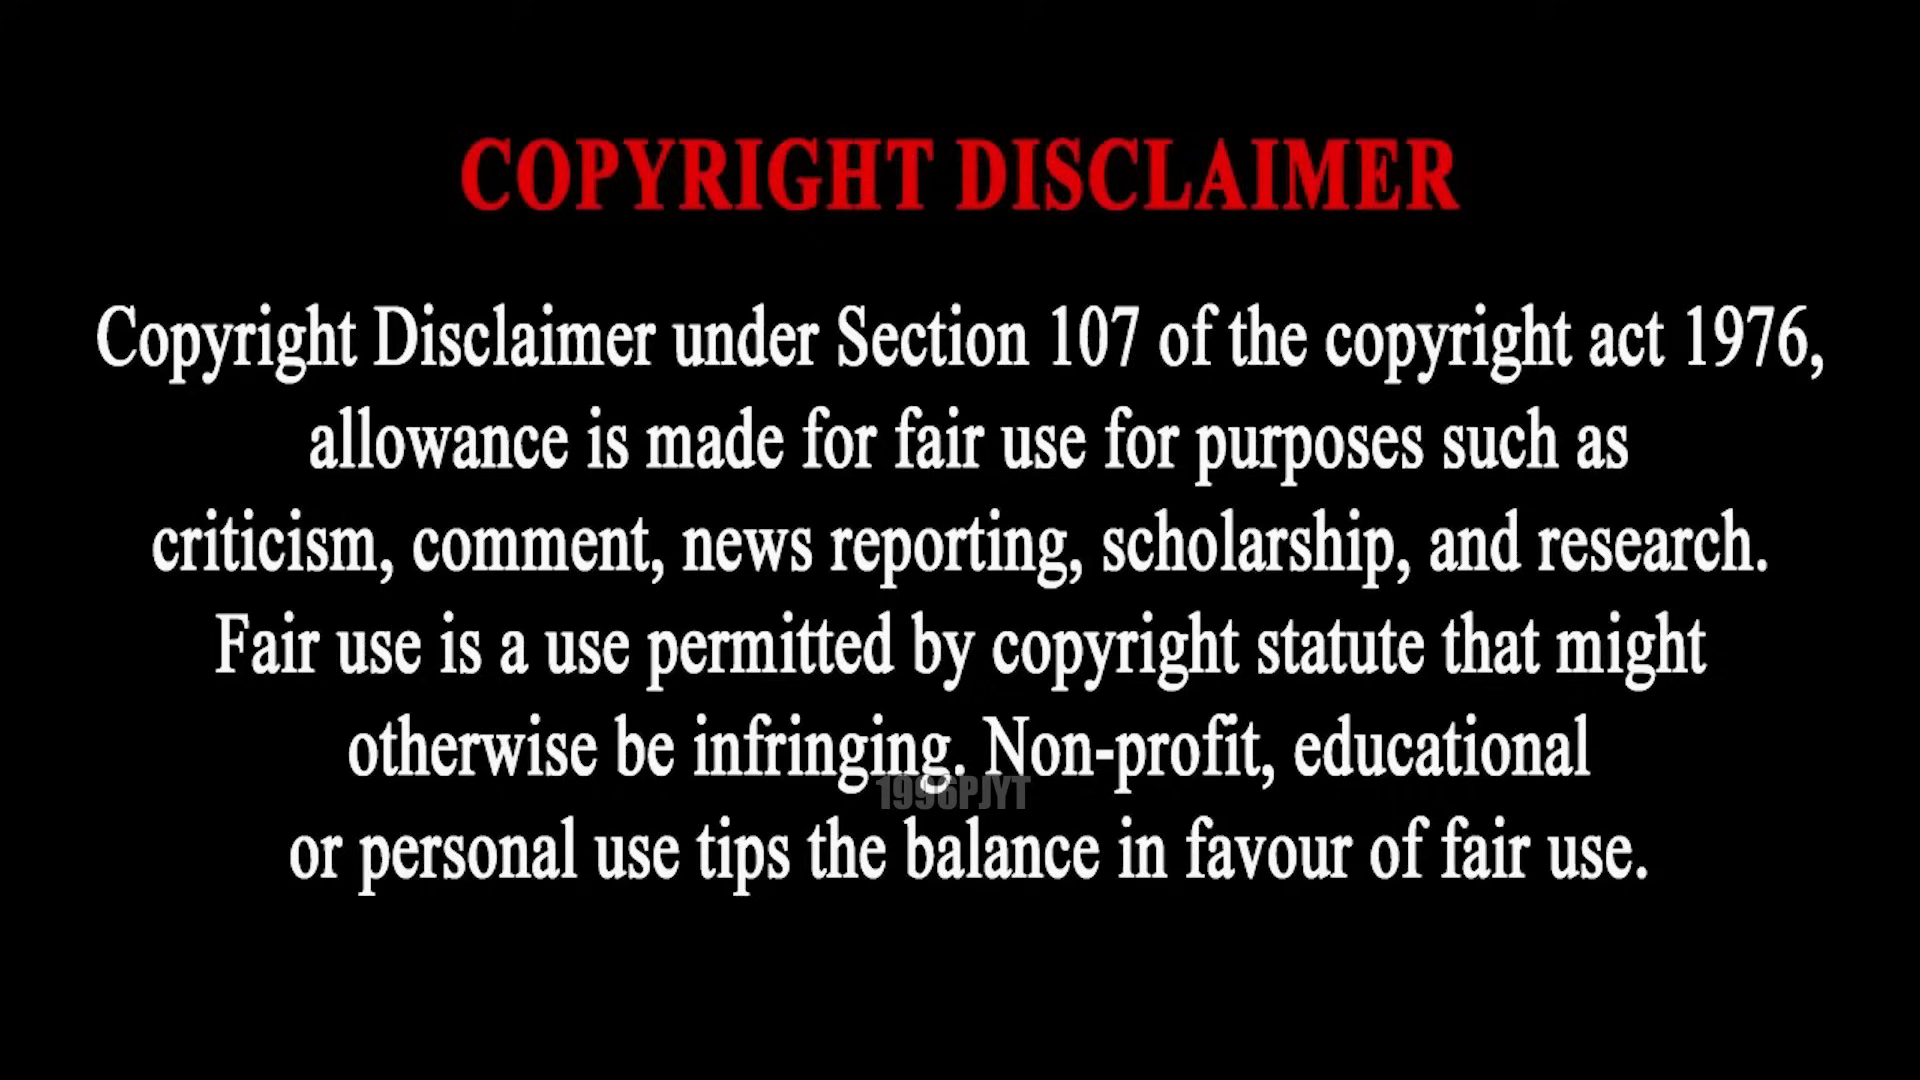 COPYRIGHT DISCLAIMER
Copyright Disclaimer under Section 107 of the copyright act 1976,
allowance is made for fair use for purposes such as
criticism, comment, news reporting, scholarship, and research.
Fair use is a use permitted by copyright statute that might
otherwise be infringing. Non-profit, educational
1996PJYT
or personal use tips the balance in favour of fair use.